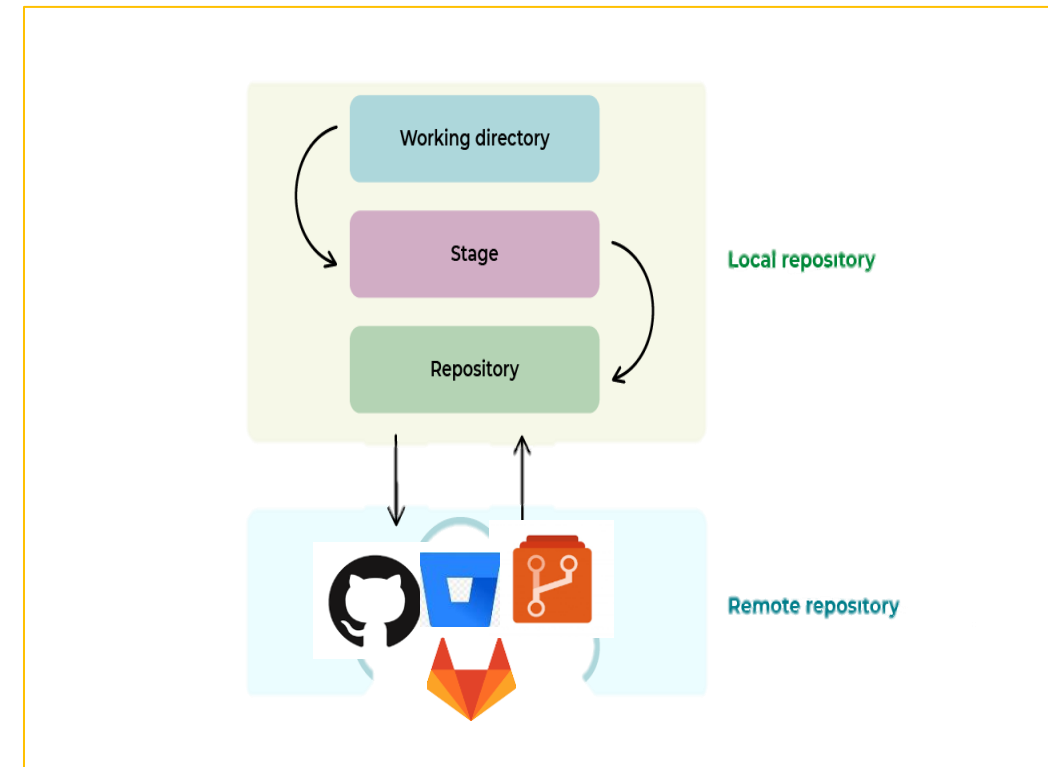 Working directory
Stage
Local repository
Repository
Remote repository